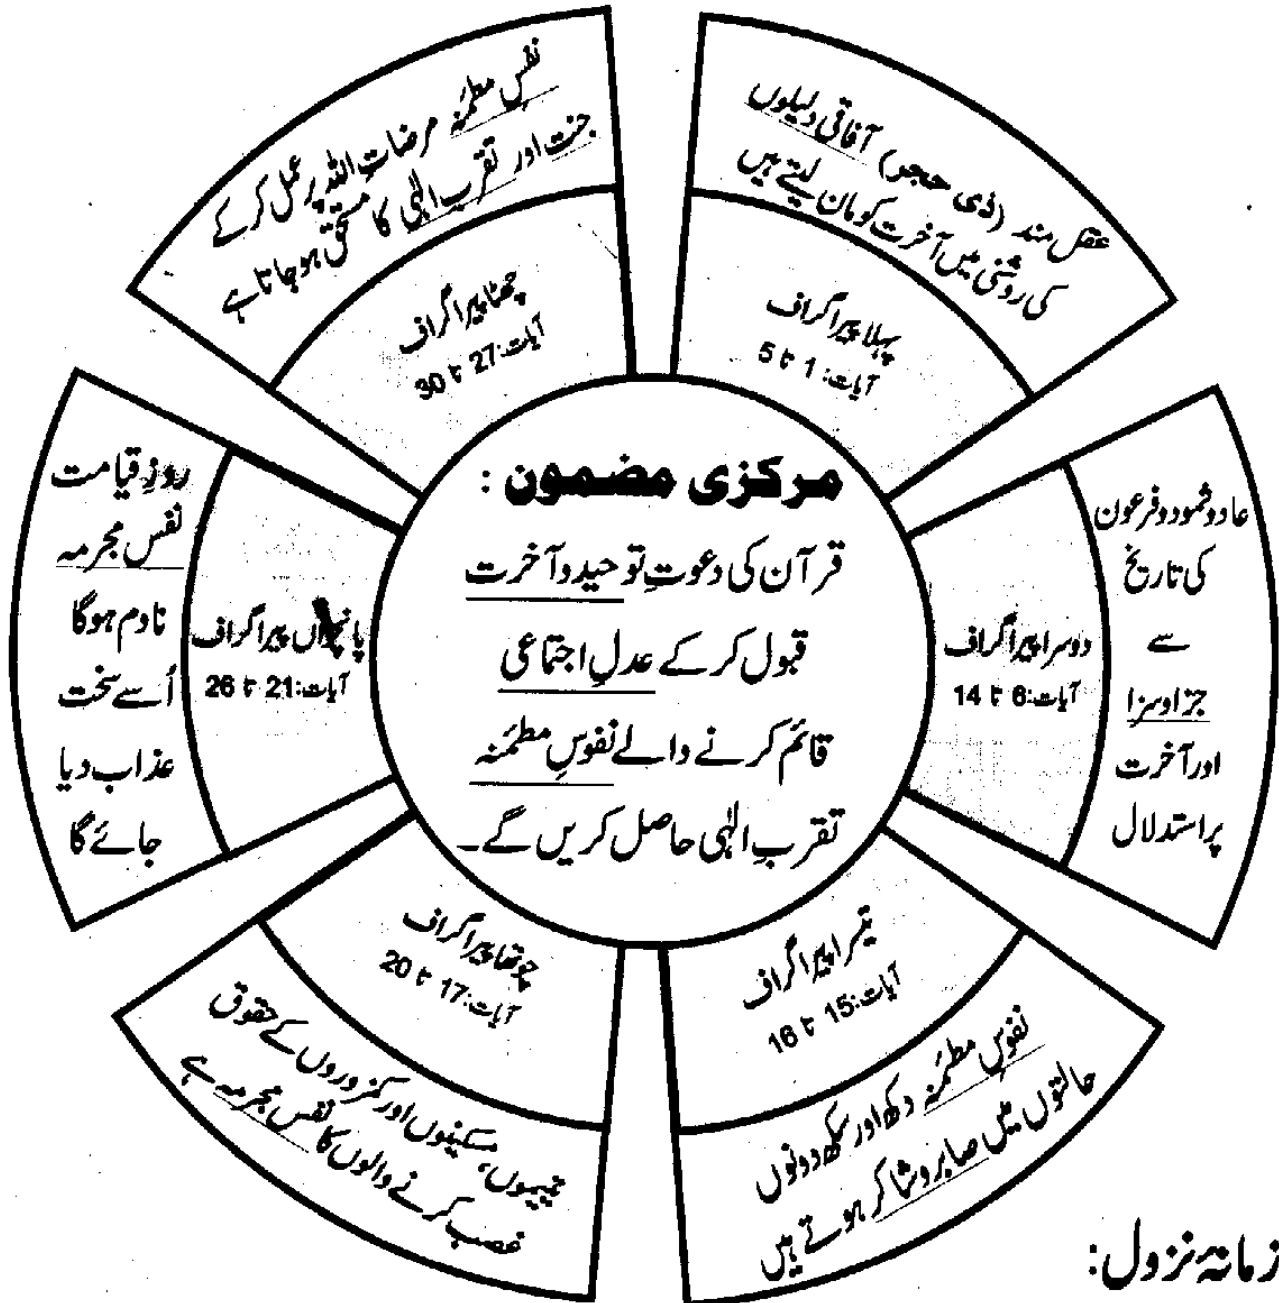 مرکزی مضمون :
قرآن کی دعوتِ توحید و آخرت
قبول کر کے عدلِ اجتماعی
قائم کرنے والے نفوسِ مطمئنہ
تقربِ الٰہی حاصل کریں گے۔
عقل مند (ذی حجر) آفاقی دلیلوں
کی روشنی میں آخرت کو مان لیتے ہیں
پہلا پیراگراف
آیات: 1 تا 5
عاد و ثمود و فرعون
کی تاریخ
سے
جزا و سزا
اور آخرت
پر استدلال
دوسرا پیراگراف
آیات: 6 تا 14
تیسرا پیراگراف
آیات: 15 تا 16
نفوسِ مطمئنہ دکھ اور سکھ دونوں
حالتوں میں صابر و شاکر ہوتے ہیں
چوتھا پیراگراف
آیات: 17 تا 20
یتیموں، مسکینوں اور کمزوروں کے حقوق
غصب کرنے والوں کا نفس مجرمہ ہے
روزِ قیامت
نفس مجرمہ
نادم ہوگا
اُسے سخت
عذاب دیا
جائے گا
پانچواں پیراگراف
آیات: 21 تا 26
نفسِ مطمئنہ مرضات اللہ پر عمل کر کے
جنت اور تقربِ الٰہی کا مستحق ہو جاتا ہے
چھٹا پیراگراف
آیات: 27 تا 30
زمانۂ نزول: